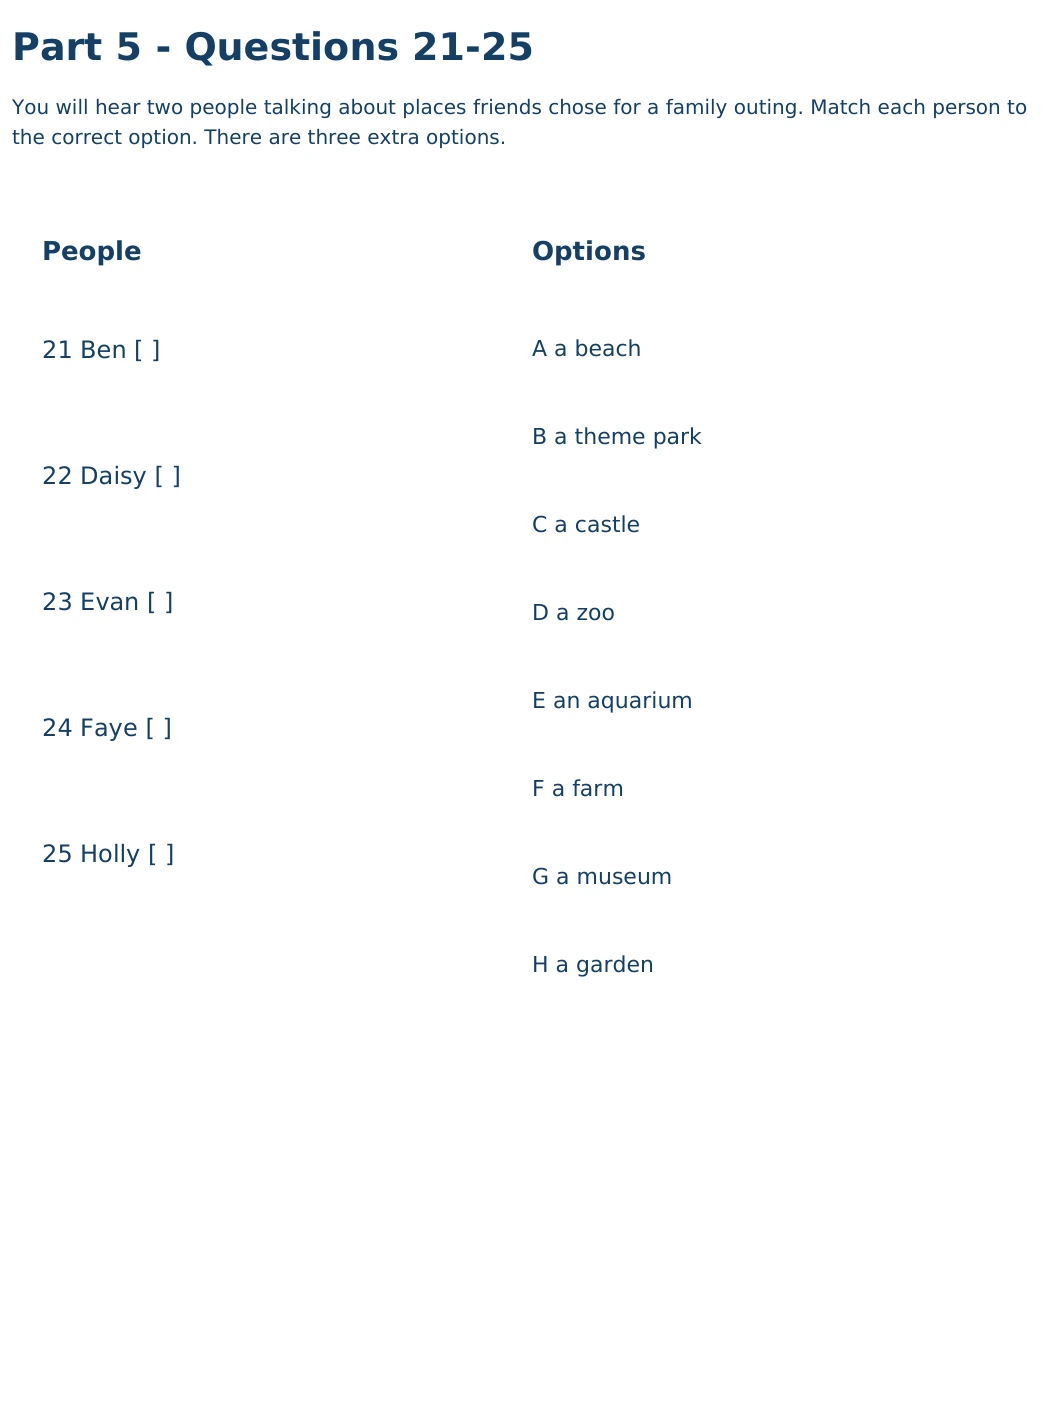 Part 5 - Questions 21-25
You will hear two people talking about places friends chose for a family outing. Match each person to
the correct option. There are three extra options.
People
21 Ben [ ]
22 Daisy [ ]
23 Evan [ ]
24 Faye [ ]
25 Holly [ ]
Options
A a beach
B a theme park
C a castle
D a zoo
E an aquarium
F a farm
G a museum
H a garden